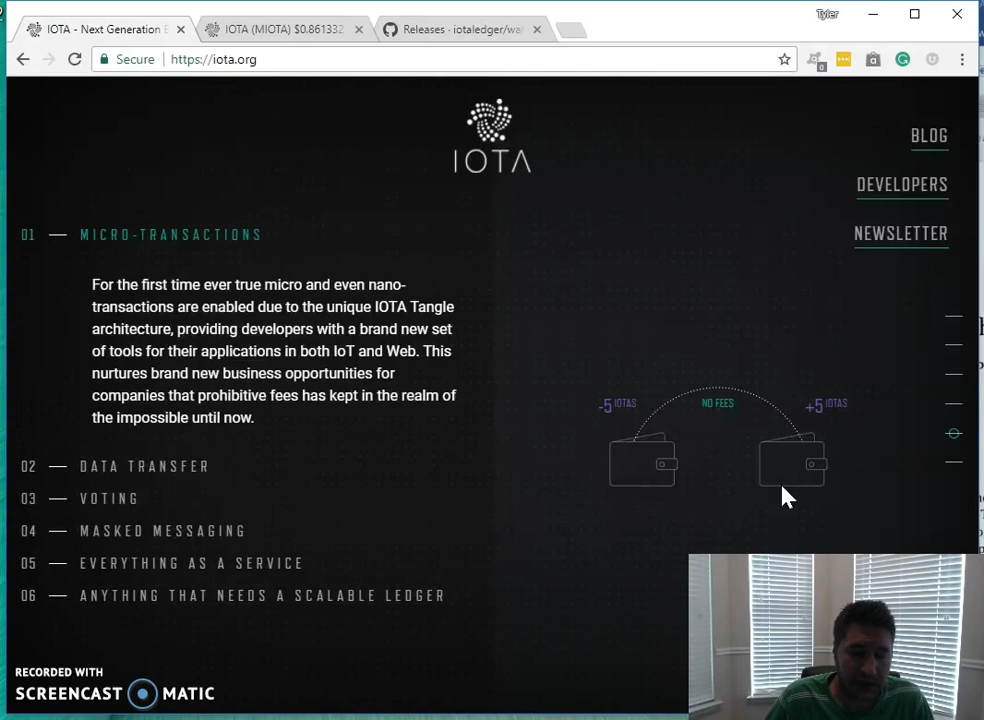 Tyler
IOTA - Next Generation B
IOTA (MIOTA) $0.861332
Releases · iotaledger/wal
Secure
https://iota.org
0
a
IOTA
BLOG
DEVELOPERS
NEWSLETTER
01 — MICRO-TRANSACTIONS
For the first time ever true micro and even nano-
transactions are enabled due to the unique IOTA Tangle
architecture, providing developers with a brand new set
of tools for their applications in both IoT and Web. This
nurtures brand new business opportunities for
companies that prohibitive fees has kept in the realm of
the impossible until now.
-5 IOTAS
NO FEES
+5 IOTAS
02 — DATA TRANSFER
03 — VOTING
04 — MASKED MESSAGING
05 — EVERYTHING AS A SERVICE
06 — ANYTHING THAT NEEDS A SCALABLE LEDGER
RECORDED WITH
SCREENCAST MATIC